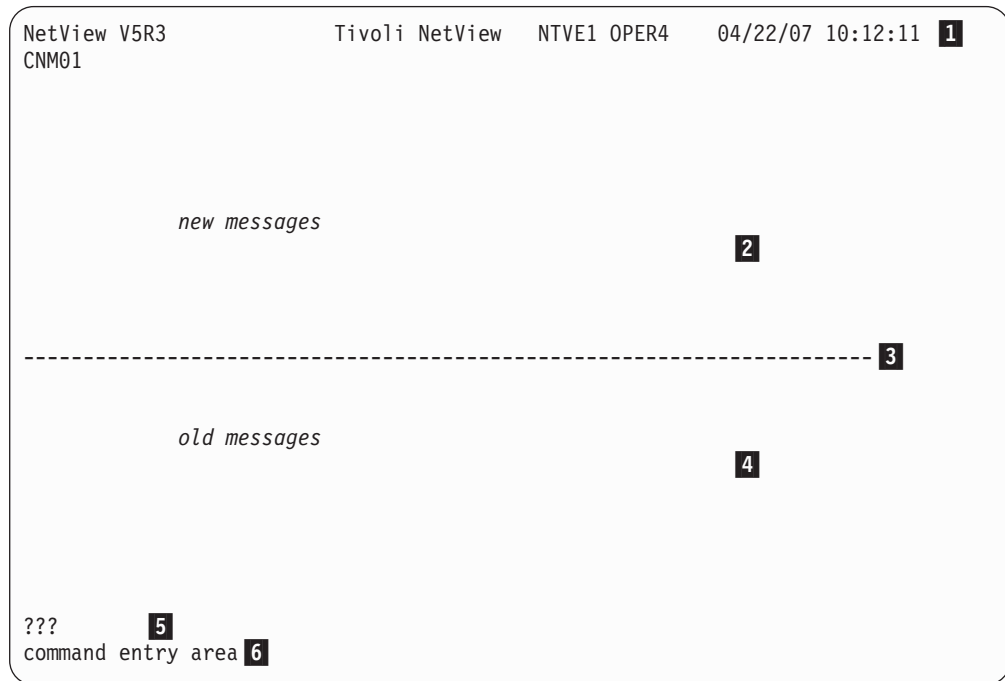 NetView V5R3 Tivoli NetView NTVE1 OPER4 04/22/07 10:12:11 1
CNM01
new messages
2
----------------------------------------------------------------------- 3
old messages
4
??? 5
command entry area 6